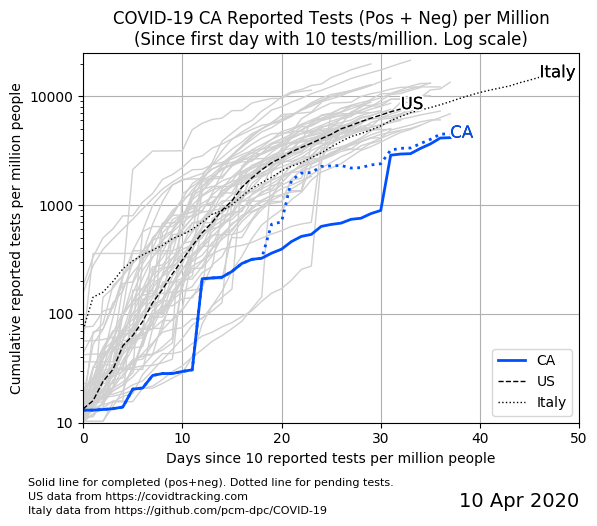 COVID-19 CA Reported Tests (Pos + Neg) per Million
(Since first day with 10 tests/million. Log scale)
Cumulative reported tests per million people
10000
1000
100
10
Italy
US
CA
CA
US
Italy
0
10
20
30
40
50
Days since 10 reported tests per million people
Solid line for completed (pos+neg). Dotted line for pending tests.
US data from https://covidtracking.com
Italy data from https://github.com/pcm-dpc/COVID-19
10 Apr 2020